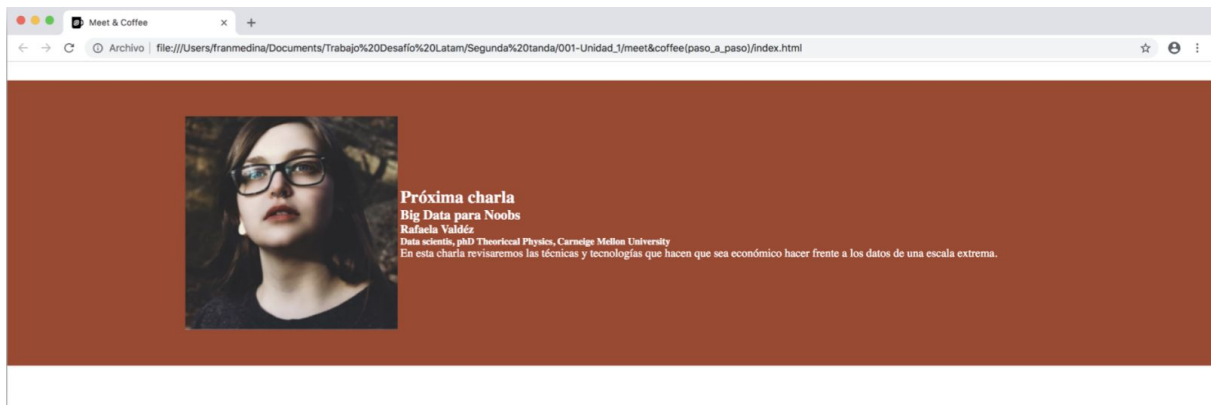 Meet & Coffee
Archivo file:///Users/franmedina/Documents/Trabajo%20Desafío%20Latam/Segunda%20tanda/001-Unidad_1/meet&coffee(paso_a_paso)/index.html
Próxima charla
Big Data para Noobs
Rafaela Valdéz
Data scientis, phD Theoriccal Physics, Carneige Mellon University
En esta charla revisaremos las técnicas y tecnologías que hacen que sea económico hacer frente a los datos de una escala extrema.